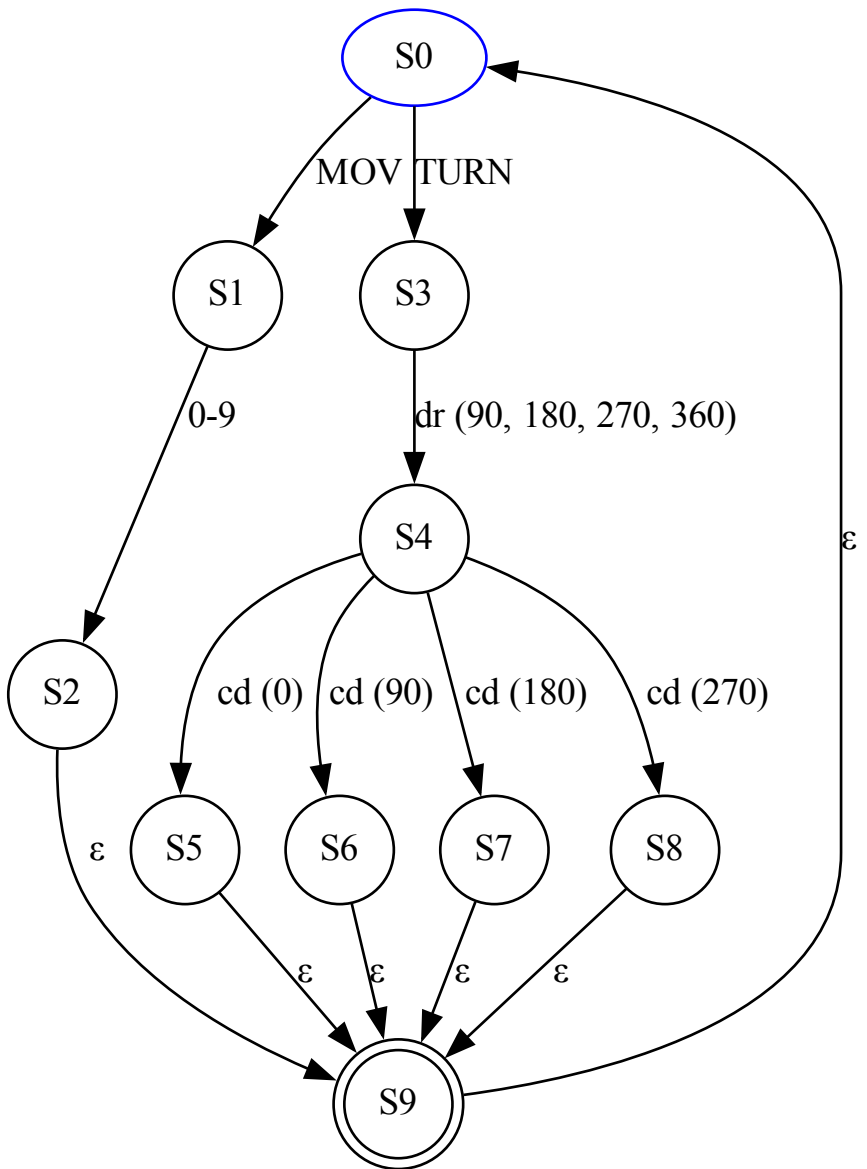 S0
MOV TURN
S1 S3
0-9 dr (90, 180, 270, 360)
S4
ε
S2 cd (0) cd (90) cd (180) cd (270)
ε S5 S6 S7 S8
ε ε ε ε
S9